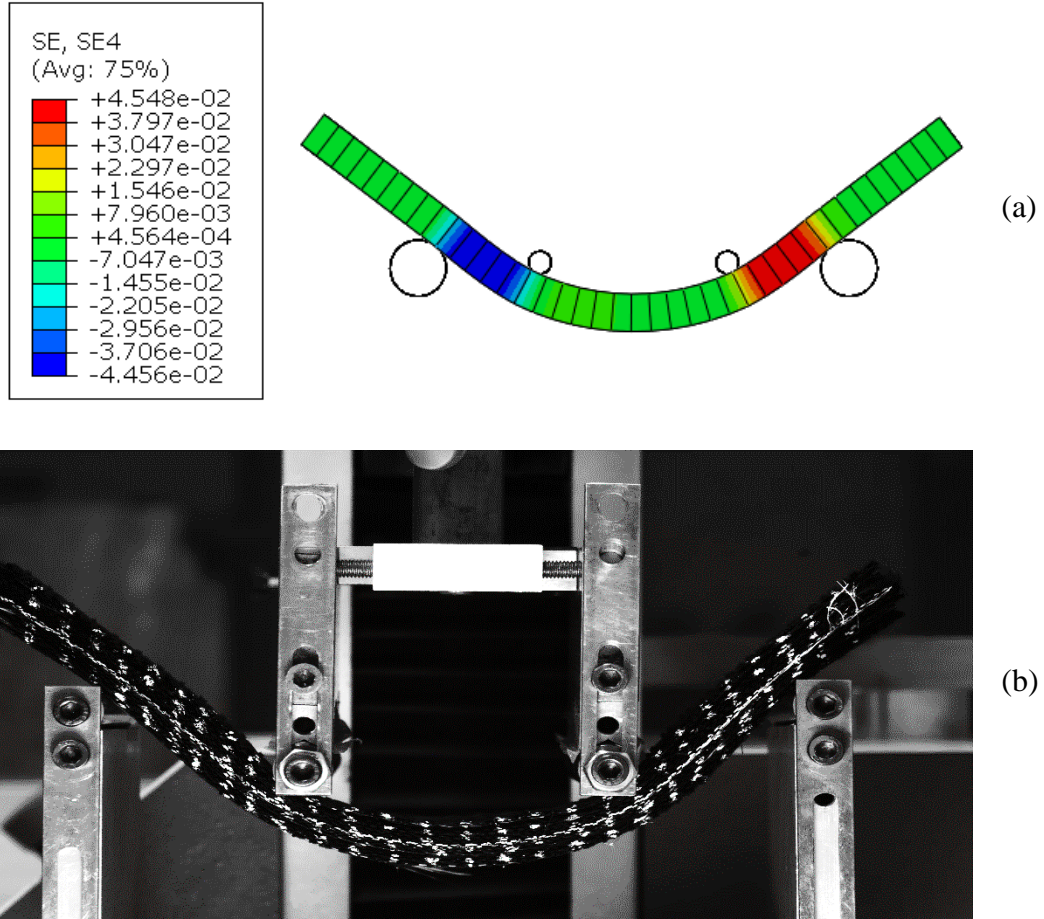 SE, SE4
(Avg: 75%)
+4.548e-02
+3.797e-02
+3.047e-02
+2.297e-02
+1.546e-02
+7.960e-03
+4.564e-04
-7.047e-03
-1.455e-02
-2.205e-02
-2.956e-02
-3.706e-02
-4.456e-02
(a)
(b)